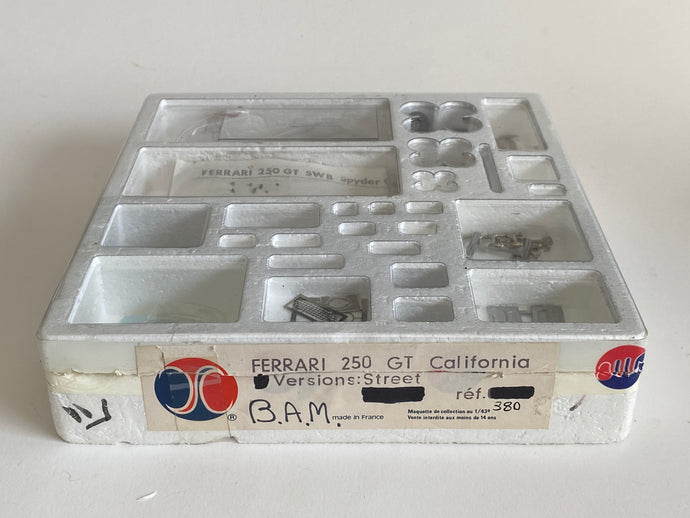 FERRARI 250 GT SWB Spyder
FERRARI 250 GT California
Versions: Street
réf.
380
B.A.M.
made in France
Maquette de collection au 1/43e
Vente interdite aux moins de 14 ans
®